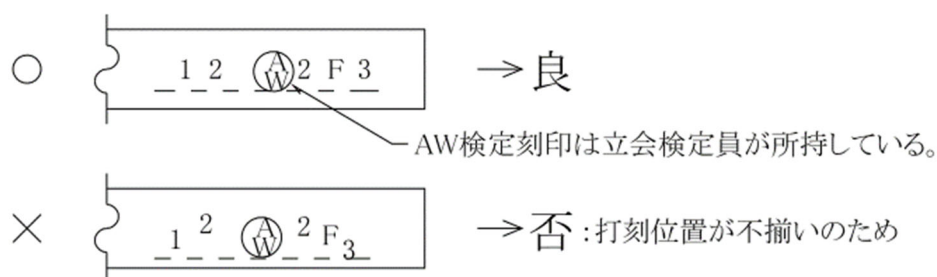 ○ 1 2 AW 2 F 3 → 良
AW検定刻印は立会検定員が所持している。
× 1 2 AW 2 F 3 → 否：打刻位置が不揃いのため